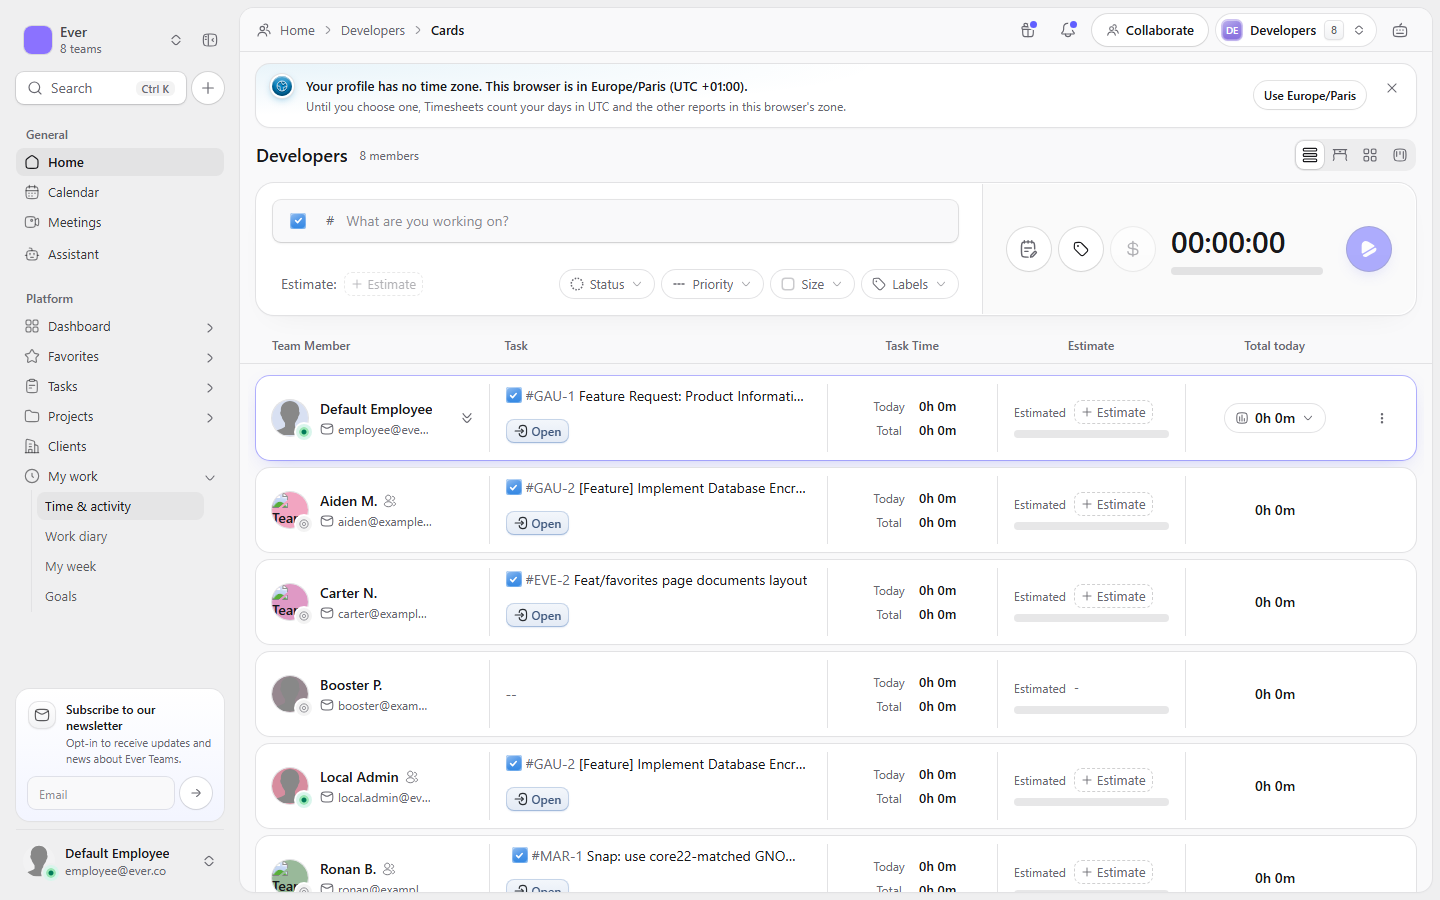 Ever
8 teams
Search
Ctrl K
General
Home
Calendar
Meetings
Assistant
Platform
Dashboard
Favorites
Tasks
Projects
Clients
My work
Time & activity
Work diary
My week
Goals
Subscribe to our
newsletter
Opt-in to receive updates and
news about Ever Teams.
Email
Default Employee
employee@ever.co
Home
Developers
Cards
Collaborate
DE
Developers
8
Your profile has no time zone. This browser is in Europe/Paris (UTC +01:00).
Until you choose one, Timesheets count your days in UTC and the other reports in this browser's zone.
Use Europe/Paris
Developers
8 members
# What are you working on?
Estimate:
+ Estimate
Status
Priority
Size
Labels
$
00:00:00
Team Member
Task
Task Time
Estimate
Total today
Default Employee
employee@eve...
#GAU-1 Feature Request: Product Informati...
Open
Today 0h 0m
Total 0h 0m
Estimated + Estimate
0h 0m
Aiden M.
aiden@example...
Tear
#GAU-2 [Feature] Implement Database Encr...
Open
Today 0h 0m
Total 0h 0m
Estimated + Estimate
0h 0m
Carter N.
carter@exampl...
Tear
#EVE-2 Feat/favorites page documents layout
Open
Today 0h 0m
Total 0h 0m
Estimated + Estimate
0h 0m
Booster P.
booster@exam...
--
Today 0h 0m
Total 0h 0m
Estimated -
0h 0m
Local Admin
local.admin@ev...
#GAU-2 [Feature] Implement Database Encr...
Open
Today 0h 0m
Total 0h 0m
Estimated + Estimate
0h 0m
Ronan B.
ronan@exampl...
#MAR-1 Snap: use core22-matched GNO...
Open
Today 0h 0m
Total 0h 0m
Estimated + Estimate
0h 0m